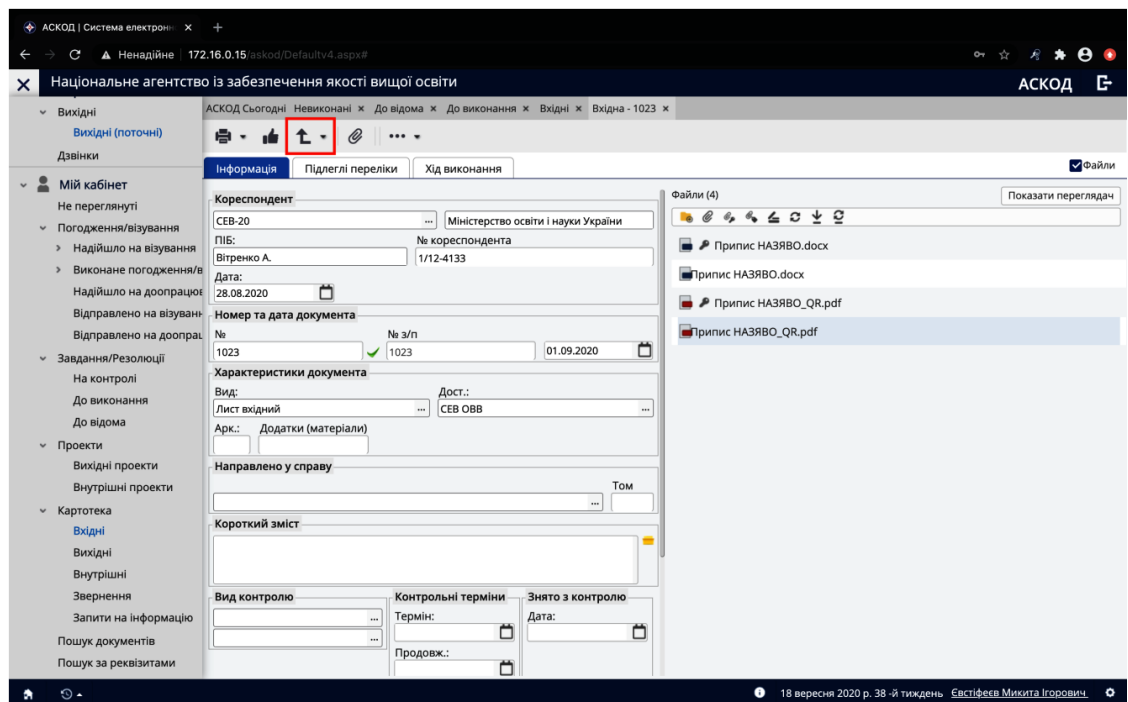 АСКОД | Система електронн
Ненадійне 172.16.0.15/askod/Defaultv4.aspx#
Національне агентство із забезпечення якості вищої освіти
АСКОД
Вихідні
Вихідні (поточні)
Дзвінки
Мій кабінет
Не переглянуті
Погодження/візування
Надійшло на візування
Виконане погодження/в
Надійшло на доопрацюв
Відправлено на візуванн
Відправлено на доопрац
Завдання/Резолюції
На контролі
До виконання
До відома
Проекти
Вихідні проекти
Внутрішні проекти
Картотека
Вхідні
Вихідні
Внутрішні
Звернення
Запити на інформацію
Пошук документів
Пошук за реквізитами
АСКОД Сьогодні Невиконані × До відома × До виконання × Вхідні × Вхідна - 1023 ×
Інформація Підлеглі переліки Хід виконання
Файли
Кореспондент
СЕВ-20 ... Міністерство освіти і науки України
ПІБ: № кореспондента
Вітренко А. 1/12-4133
Дата:
28.08.2020
Номер та дата документа
№ № з/п
1023 1023 01.09.2020
Характеристики документа
Вид: Дост.:
Лист вхідний ... СЕВ ОВВ ...
Арк.: Додатки (матеріали)
Направлено у справу
Том
...
Короткий зміст
Вид контролю Контрольні терміни Знято з контролю
... Термін: Дата:
...
Продовж.:
Файли (4) Показати переглядач
Припис НАЗЯВО.docx
Припис НАЗЯВО.docx
Припис НАЗЯВО_QR.pdf
Припис НАЗЯВО_QR.pdf
18 вересня 2020 р. 38 -й тиждень Євстіфеєв Микита Ігорович